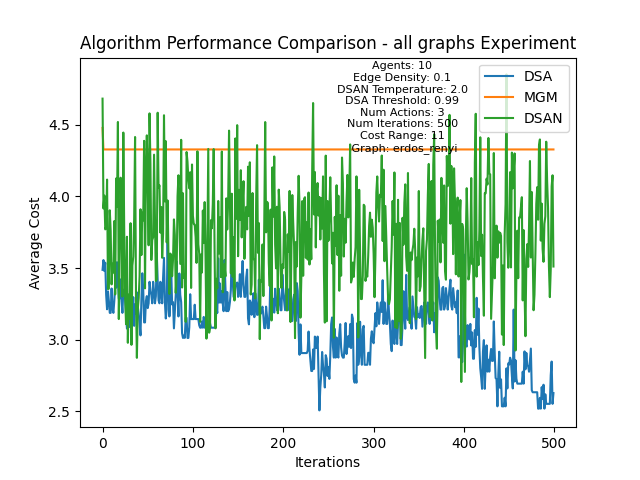 Algorithm Performance Comparison - all graphs Experiment
Agents: 10
Edge Density: 0.1
DSAN Temperature: 2.0
DSA Threshold: 0.99
Num Actions: 3
Num Iterations: 500
Cost Range: 11
Graph: erdos_renyi
DSA
MGM
DSAN
Average Cost
4.5
4.0
3.5
3.0
2.5
0
100
200
300
400
500
Iterations